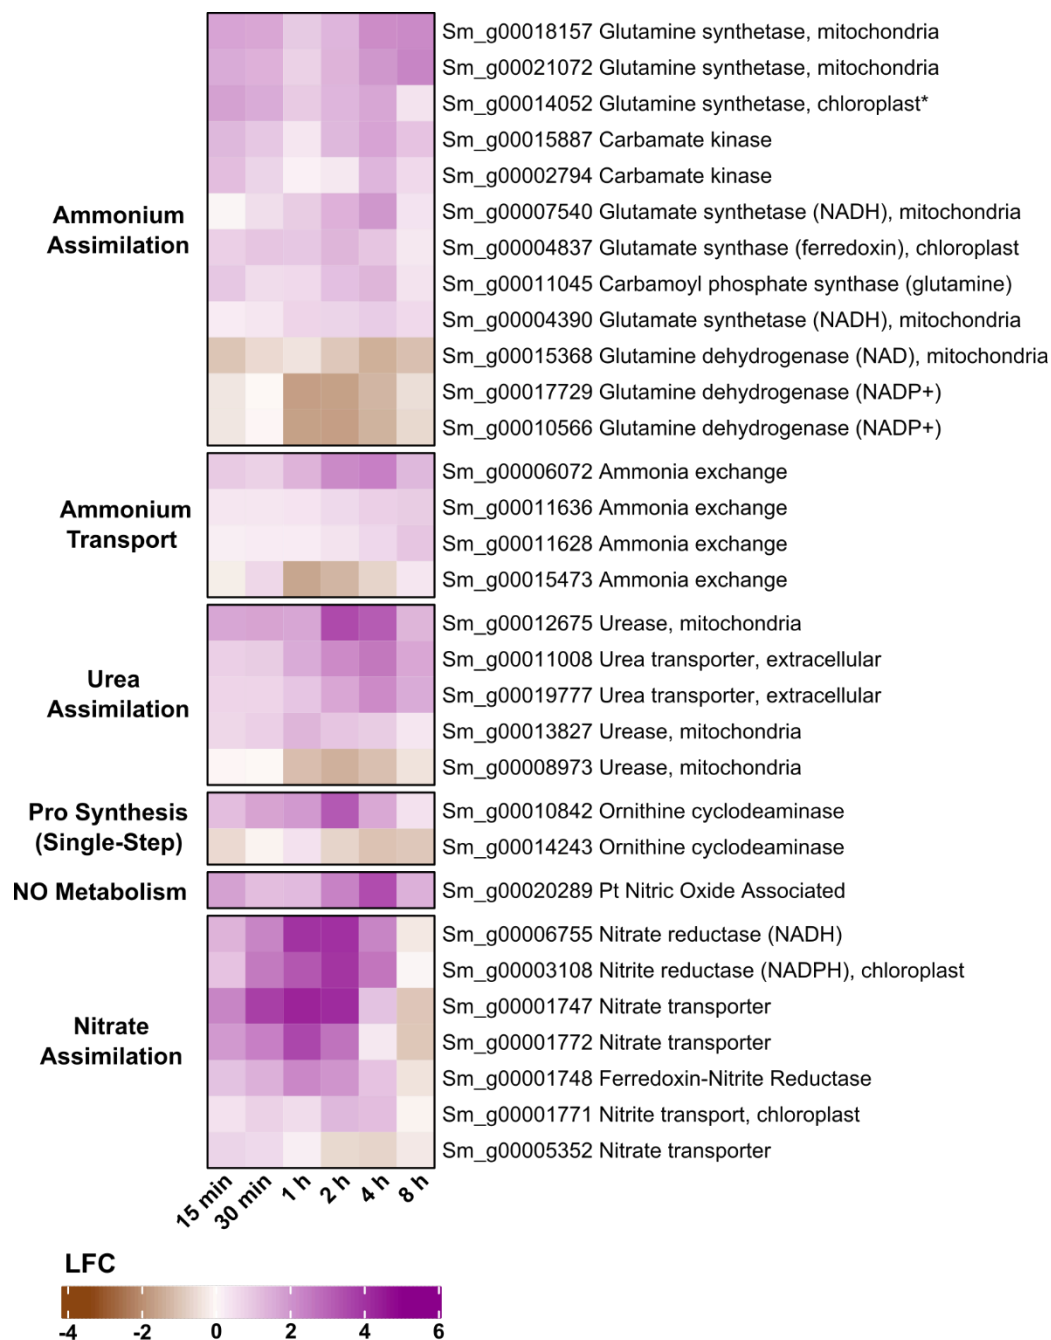 Ammonium
Assimilation
Sm_g00018157 Glutamine synthetase, mitochondria
Sm_g00021072 Glutamine synthetase, mitochondria
Sm_g00014052 Glutamine synthetase, chloroplast*
Sm_g00015887 Carbamate kinase
Sm_g00002794 Carbamate kinase
Sm_g00007540 Glutamate synthetase (NADH), mitochondria
Sm_g00004837 Glutamate synthase (ferredoxin), chloroplast
Sm_g00011045 Carbamoyl phosphate synthase (glutamine)
Sm_g00004390 Glutamate synthetase (NADH), mitochondria
Sm_g00015368 Glutamine dehydrogenase (NAD), mitochondria
Sm_g00017729 Glutamine dehydrogenase (NADP+)
Sm_g00010566 Glutamine dehydrogenase (NADP+)
Ammonium
Transport
Sm_g00006072 Ammonia exchange
Sm_g00011636 Ammonia exchange
Sm_g00011628 Ammonia exchange
Sm_g00015473 Ammonia exchange
Urea
Assimilation
Sm_g00012675 Urease, mitochondria
Sm_g00011008 Urea transporter, extracellular
Sm_g00019777 Urea transporter, extracellular
Sm_g00013827 Urease, mitochondria
Sm_g00008973 Urease, mitochondria
Pro Synthesis
(Single-Step)
Sm_g00010842 Ornithine cyclodeaminase
Sm_g00014243 Ornithine cyclodeaminase
NO Metabolism
Sm_g00020289 Pt Nitric Oxide Associated
Nitrate
Assimilation
Sm_g00006755 Nitrate reductase (NADH)
Sm_g00003108 Nitrite reductase (NADPH), chloroplast
Sm_g00001747 Nitrate transporter
Sm_g00001772 Nitrate transporter
Sm_g00001748 Ferredoxin-Nitrite Reductase
Sm_g00001771 Nitrite transport, chloroplast
Sm_g00005352 Nitrate transporter
15 min 30 min 1 h 2 h 4 h 8 h
LFC
-4 -2 0 2 4 6